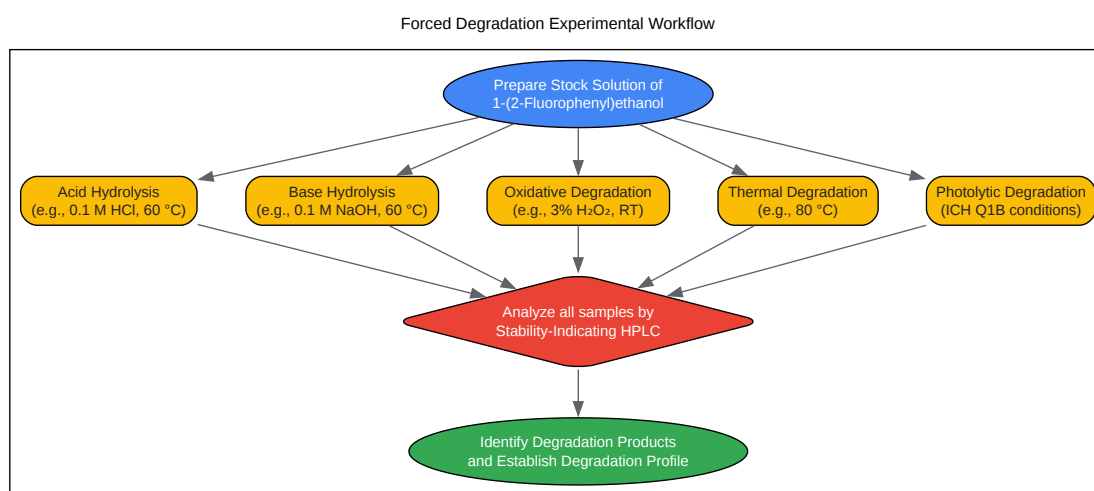 Forced Degradation Experimental Workflow
Prepare Stock Solution of
1-(2-Fluorophenyl)ethanol
Acid Hydrolysis
(e.g., 0.1 M HCl, 60 °C)
Base Hydrolysis
(e.g., 0.1 M NaOH, 60 °C)
Oxidative Degradation
(e.g., 3% H₂O₂, RT)
Thermal Degradation
(e.g., 80 °C)
Photolytic Degradation
(ICH Q1B conditions)
Analyze all samples by
Stability-Indicating HPLC
Identify Degradation Products
and Establish Degradation Profile